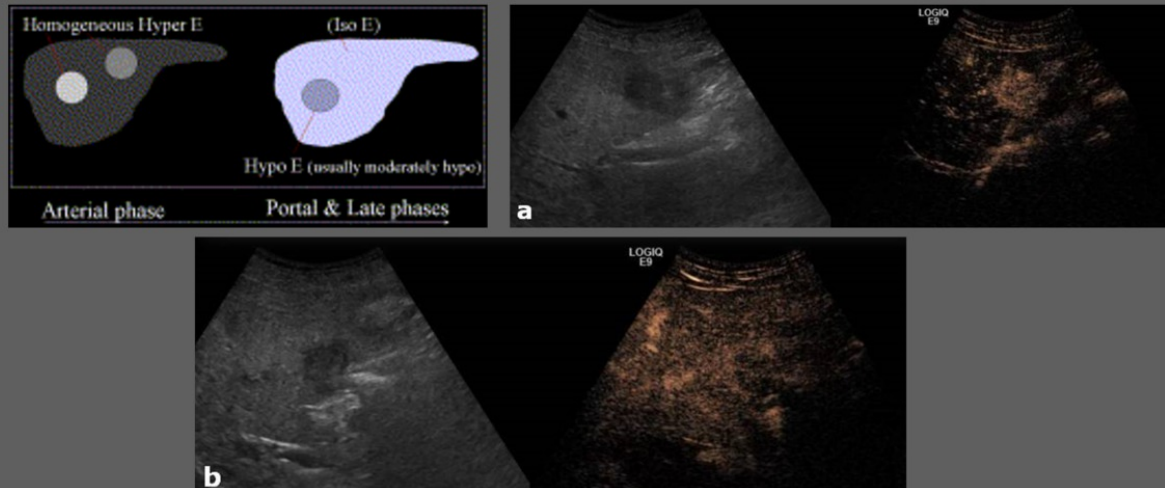 Homogeneous Hyper E
(Iso E)
Hypo E (usually moderately hypo)
Arterial phase
Portal & Late phases
a
LOGIQ
E9
b
LOGIQ
E9